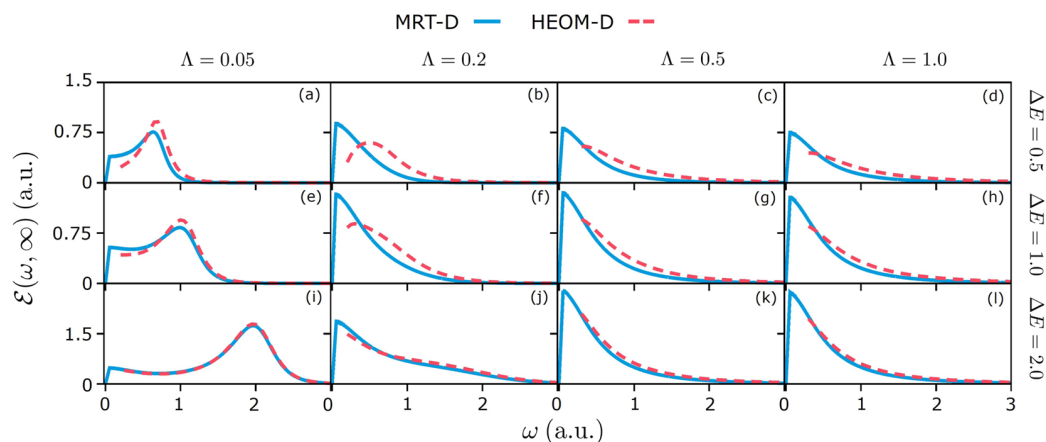 MRT-D HEOM-D
Λ = 0.05 Λ = 0.2 Λ = 0.5 Λ = 1.0
1.5 (a) (b) (c) (d)
0.75
0
ΔE = 0.5
(e) (f) (g) (h)
0.75
0
ΔE = 1.0
(i) (j) (k) (l)
1.5
0
ΔE = 2.0
0 1 2 0 1 2 0 1 2 0 1 2 3
ℰ(ω, ∞) (a.u.)
ω (a.u.)